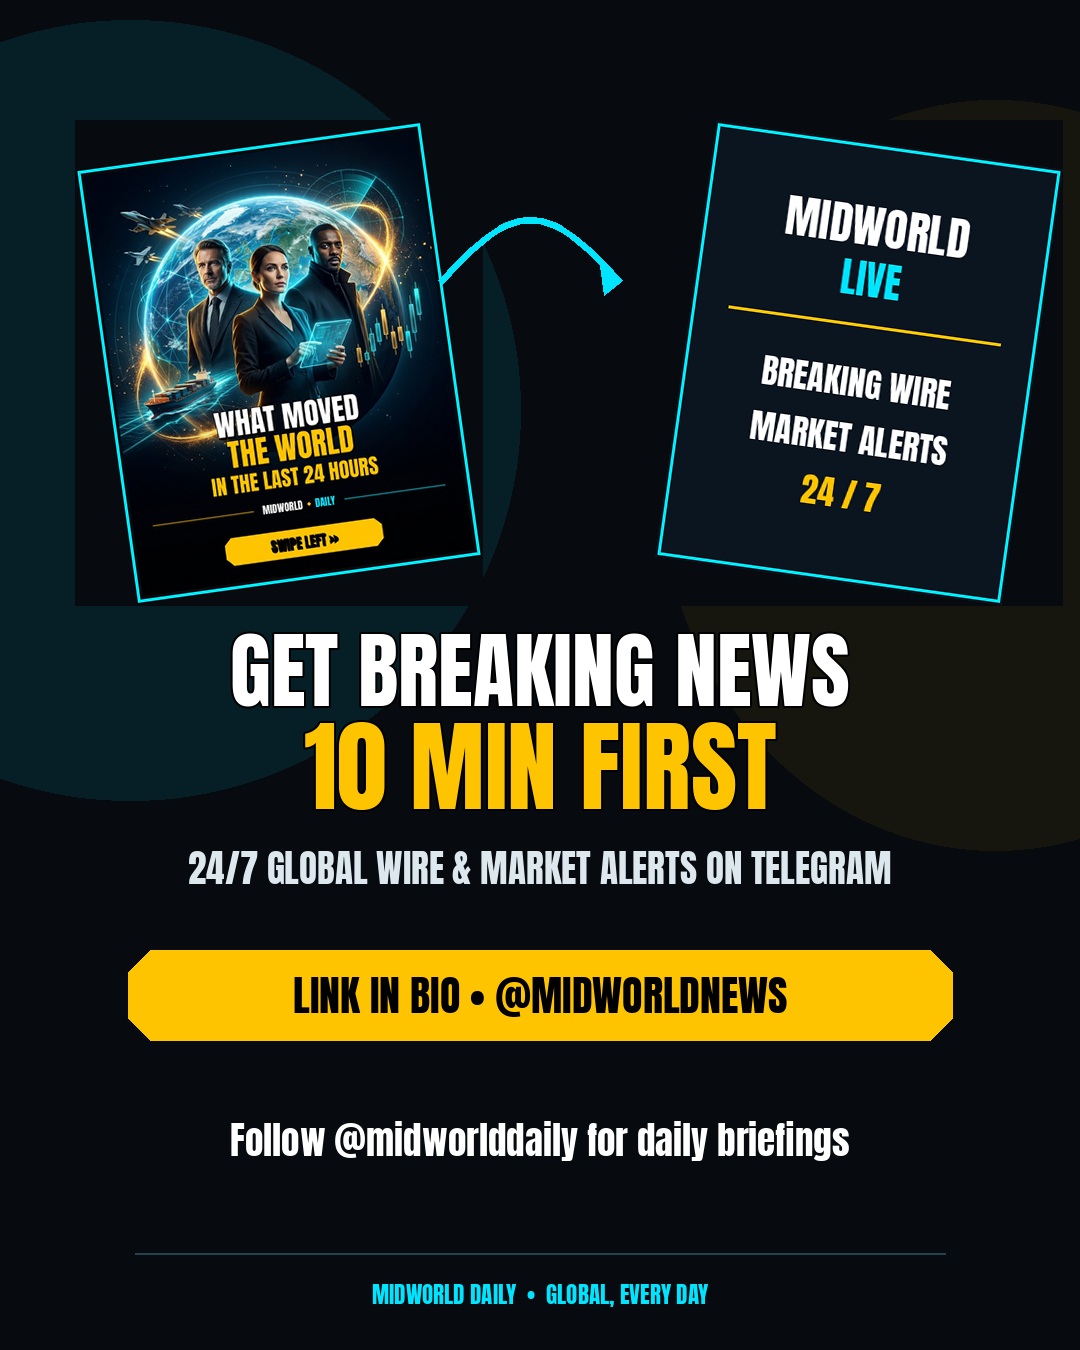 WHAT MOVED
THE WORLD
IN THE LAST 24 HOURS
MIDWORLD • DAILY
SWIPE LEFT »
MIDWORLD
LIVE
BREAKING WIRE
MARKET ALERTS
24 / 7
GET BREAKING NEWS
10 MIN FIRST
24/7 GLOBAL WIRE & MARKET ALERTS ON TELEGRAM
LINK IN BIO • @MIDWORLDNEWS
Follow @midworlddaily for daily briefings
MIDWORLD DAILY • GLOBAL, EVERY DAY